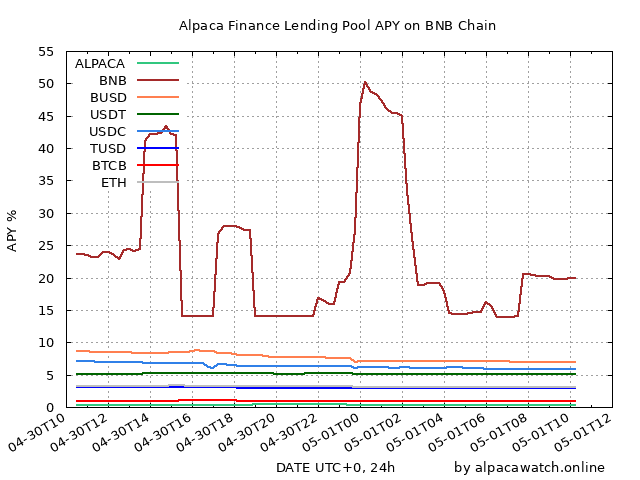 Alpaca Finance Lending Pool APY on BNB Chain
55
50
45
40
35
30
25
20
15
10
5
0
APY %
ALPACA
BNB
BUSD
USDT
USDC
TUSD
BTCB
ETH
04-30T10
04-30T12
04-30T14
04-30T16
04-30T18
04-30T20
04-30T22
05-01T00
05-01T02
05-01T04
05-01T06
05-01T08
05-01T10
05-01T12
DATE UTC+0, 24h
by alpacawatch.online